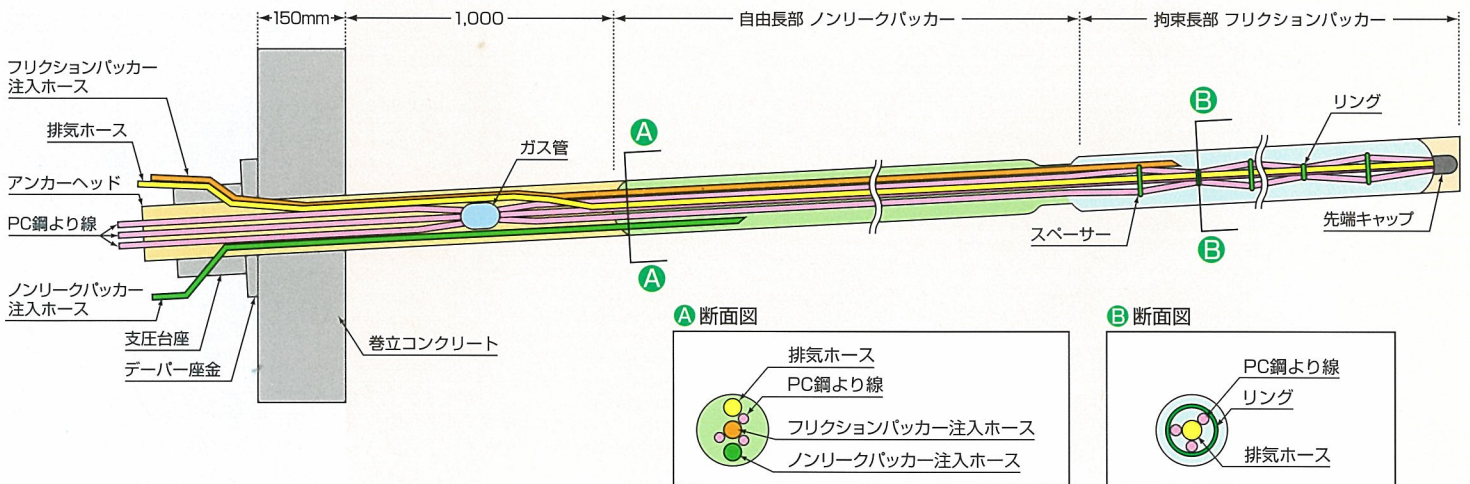 150mm
1,000
自由長部 ノンリークパッカー
拘束長部 フリクションパッカー
フリクションパッカー
注入ホース
排気ホース
アンカーヘッド
PC鋼より線
ノンリークパッカー
注入ホース
支圧台座
デーパー座金
巻立コンクリート
ガス管
A
A
B
B
リング
スペーサー
先端キャップ
A 断面図
排気ホース
PC鋼より線
フリクションパッカー注入ホース
ノンリークパッカー注入ホース
B 断面図
PC鋼より線
リング
排気ホース